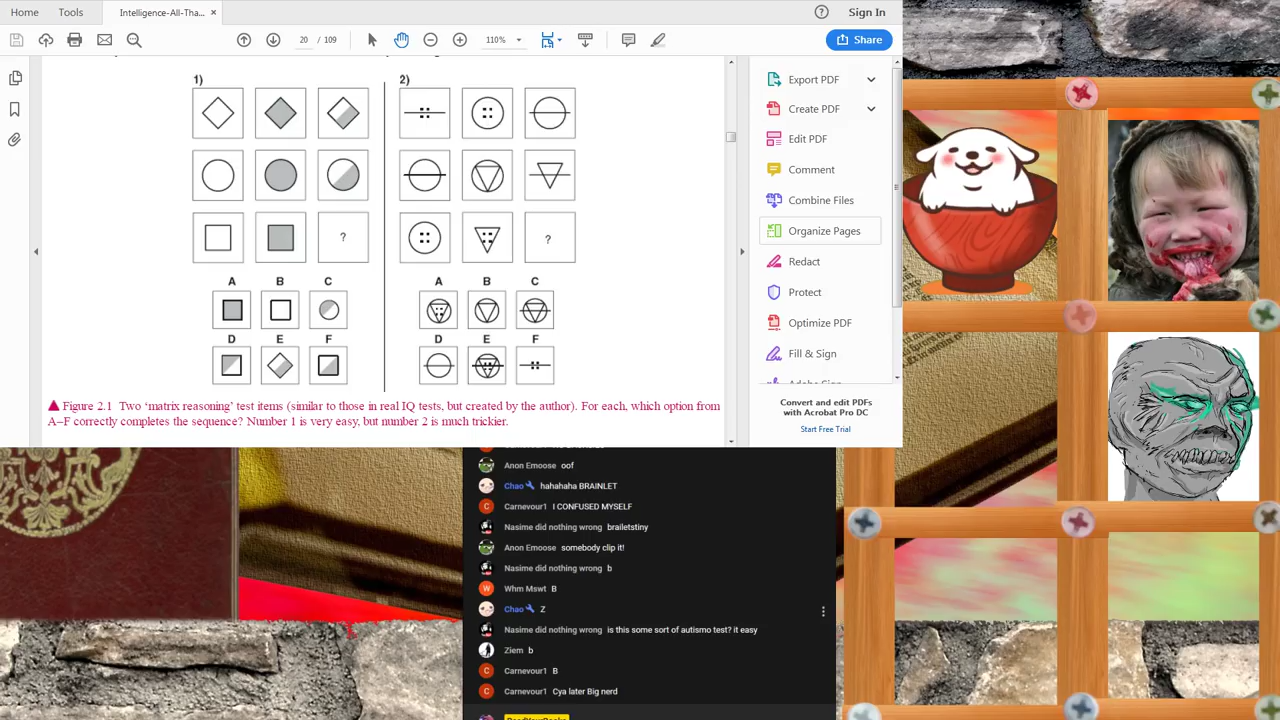 Home
Tools
Intelligence-All-Tha...
×
Sign In
20 / 109
110%
Share
1)
2)
?
?
A B C
A B C
D E F
D E F
▲ Figure 2.1 Two ‘matrix reasoning’ test items (similar to those in real IQ tests, but created by the author). For each, which option from
A–F correctly completes the sequence? Number 1 is very easy, but number 2 is much trickier.
Export PDF
Create PDF
Edit PDF
Comment
Combine Files
Organize Pages
Redact
Protect
Optimize PDF
Fill & Sign
Convert and edit PDFs
with Acrobat Pro DC
Start Free Trial
Anon Emoose oof
Chao hahahaha BRAINLET
Carnevour1 I CONFUSED MYSELF
Nasime did nothing wrong brailetstiny
Anon Emoose somebody clip it!
Nasime did nothing wrong b
W Whm Mswt B
Chao Z
Nasime did nothing wrong is this some sort of autismo test? it easy
Ziem b
C Carnevour1 B
C Carnevour1 Cya later Big nerd